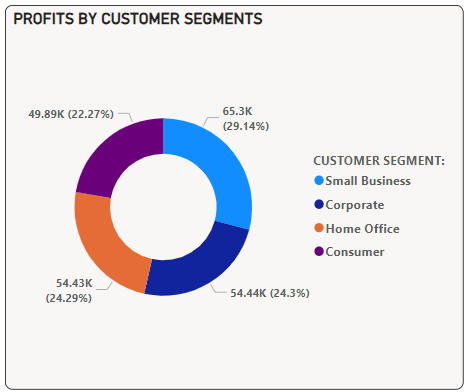 PROFITS BY CUSTOMER SEGMENTS
49.89K (22.27%)
65.3K
(29.14%)
CUSTOMER SEGMENT:
Small Business
Corporate
Home Office
Consumer
54.43K
(24.29%)
54.44K (24.3%)